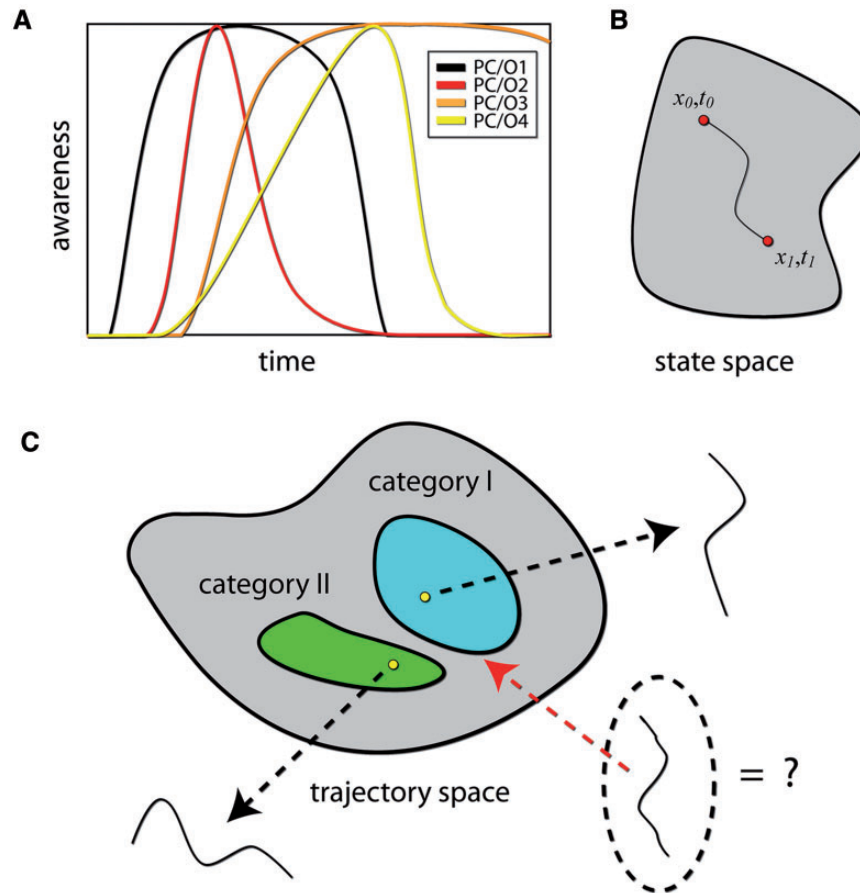 A
B
PC/O1
PC/O2
PC/O3
PC/O4
awareness
time
x0,t0
x1,t1
state space
C
category I
category II
trajectory space
= ?